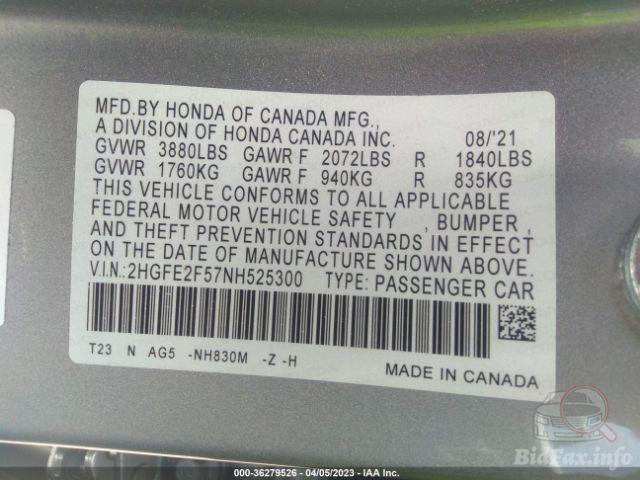 MFD.BY HONDA OF CANADA MFG.,
A DIVISION OF HONDA CANADA INC. 08/'21
GVWR 3880LBS GAWR F 2072LBS R 1840LBS
GVWR 1760KG GAWR F 940KG R 835KG
THIS VEHICLE CONFORMS TO ALL APPLICABLE
FEDERAL MOTOR VEHICLE SAFETY , BUMPER ,
AND THEFT PREVENTION STANDARDS IN EFFECT
ON THE DATE OF MANUFACTURE SHOWN ABOVE.
V.I.N.:2HGFE2F57NH525300 TYPE: PASSENGER CAR
T23 N AG5 -NH830M -Z -H
MADE IN CANADA
BidFax.info
000-36279526 - 04/05/2023 - IAA Inc.